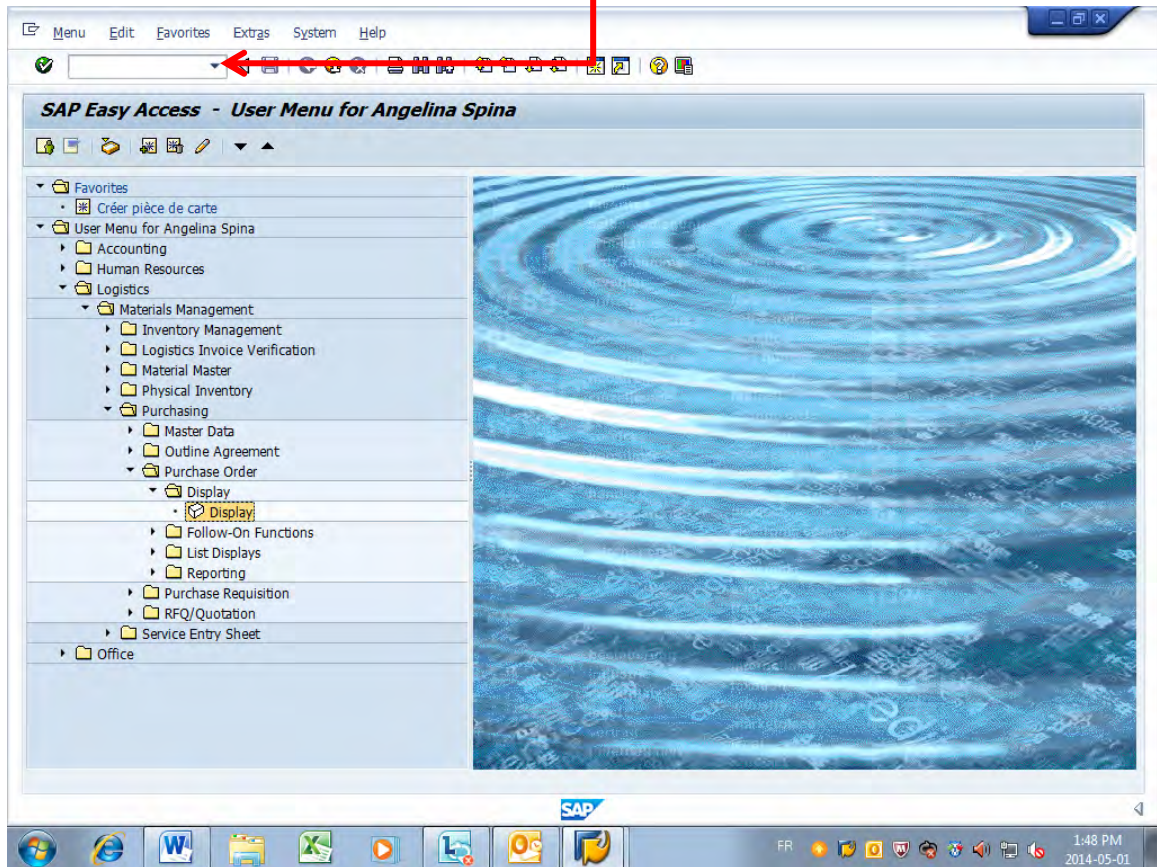 Menu Edit Favorites Extras System Help
SAP Easy Access - User Menu for Angelina Spina
Favorites
Créer pièce de carte
User Menu for Angelina Spina
Accounting
Human Resources
Logistics
Materials Management
Inventory Management
Logistics Invoice Verification
Material Master
Physical Inventory
Purchasing
Master Data
Outline Agreement
Purchase Order
Display
Display
Follow-On Functions
List Displays
Reporting
Purchase Requisition
RFQ/Quotation
Service Entry Sheet
Office
SAP
FR
1:48 PM
2014-05-01